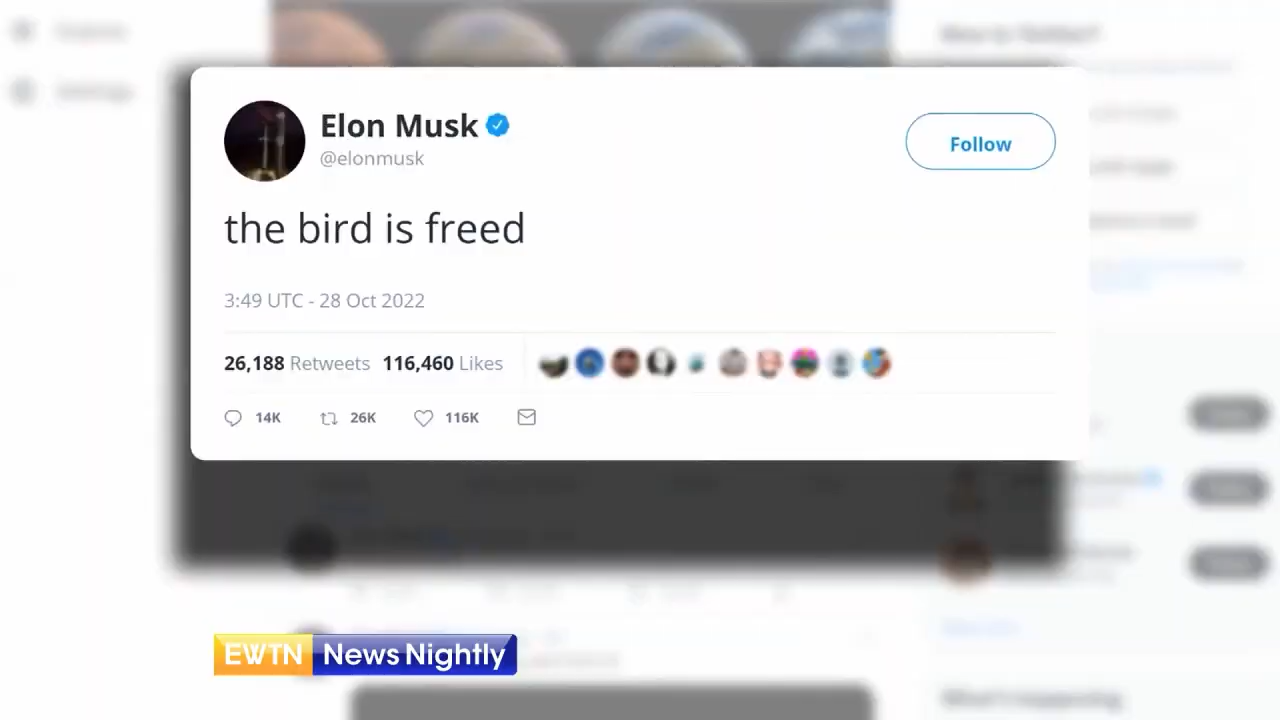 Elon Musk
@elonmusk
Follow
the bird is freed
3:49 UTC - 28 Oct 2022
26,188 Retweets 116,460 Likes
14K 26K 116K
EWTN News Nightly